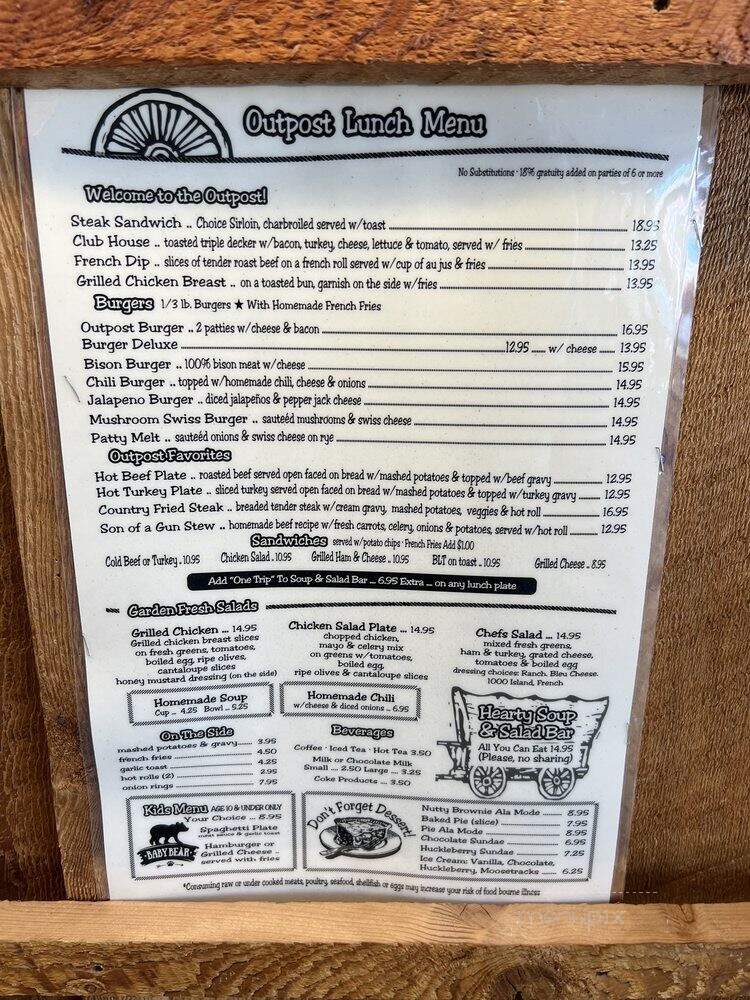 Outpost Lunch Menu
No Substitutions · 18% gratuity added on parties of 6 or more
Welcome to the Outpost!
Steak Sandwich .. Choice Sirloin, charbroiled served w/toast 18.95
Club House .. toasted triple decker w/bacon, turkey, cheese, lettuce & tomato, served w/ fries 13.25
French Dip .. slices of tender roast beef on a french roll served w/cup of au jus & fries 13.95
Grilled Chicken Breast .. on a toasted bun, garnish on the side w/fries 13.95
Burgers 1/3 lb. Burgers ★ With Homemade French Fries
Outpost Burger .. 2 patties w/cheese & bacon 16.95
Burger Deluxe 12.95 w/ cheese 13.95
Bison Burger .. 100% bison meat w/cheese 15.95
Chili Burger .. topped w/homemade chili, cheese & onions 14.95
Jalapeno Burger .. diced jalapeños & pepper jack cheese 14.95
Mushroom Swiss Burger .. sauteéd mushrooms & swiss cheese 14.95
Patty Melt .. sauteéd onions & swiss cheese on rye 14.95
Outpost Favorites
Hot Beef Plate .. roasted beef served open faced on bread w/mashed potatoes & topped w/beef gravy 12.95
Hot Turkey Plate .. sliced turkey served open faced on bread w/mashed potatoes & topped w/turkey gravy 12.95
Country Fried Steak .. breaded tender steak w/cream gravy, mashed potatoes, veggies & hot roll 16.95
Son of a Gun Stew .. homemade beef recipe w/fresh carrots, celery, onions & potatoes, served w/hot roll 12.95
Sandwiches served w/potato chips · French Fries Add $1.00
Cold Beef or Turkey . 10.95 Chicken Salad . 10.95 Grilled Ham & Cheese .. 10.95 BLT on toast .. 10.95 Grilled Cheese .. 8.95
Add "One Trip" To Soup & Salad Bar ... 6.95 Extra ... on any lunch plate
Garden Fresh Salads
Grilled Chicken ... 14.95
Grilled chicken breast slices
on fresh greens, tomatoes,
boiled egg, ripe olives,
cantaloupe slices
honey mustard dressing (on the side)
Chicken Salad Plate ... 14.95
chopped chicken,
mayo & celery mix
on greens w/tomatoes,
boiled egg,
ripe olives & cantaloupe slices
Chefs Salad ... 14.95
mixed fresh greens,
ham & turkey, grated cheese,
tomatoes & boiled egg
dressing choices: Ranch, Bleu Cheese,
1000 Island, French
Homemade Soup
Cup ... 4.25 Bowl ... 5.25
Homemade Chili
w/cheese & diced onions ... 6.95
Hearty Soup
& Salad Bar
All You Can Eat 14.95
(Please, no sharing)
On The Side
mashed potatoes & gravy 3.95
french fries 4.50
garlic toast 4.25
hot rolls (2) 2.95
onion rings 7.95
Beverages
Coffee · Iced Tea · Hot Tea 3.50
Milk or Chocolate Milk
Small ... 2.50 Large ... 3.25
Coke Products ... 3.50
Kids Menu AGE 10 & UNDER ONLY
Your Choice ... 8.95
Spaghetti Plate
meat sauce & garlic toast
Hamburger or
Grilled Cheese ..
served with fries
BABY BEAR
Don't Forget Dessert!
Nutty Brownie Ala Mode 8.95
Baked Pie (slice) 7.95
Pie Ala Mode 8.95
Chocolate Sundae 6.95
Huckleberry Sundae 7.25
Ice Cream: Vanilla, Chocolate,
Huckleberry, Moosetracks 6.25
*Consuming raw or under cooked meats, poultry, seafood, shellfish or eggs may increase your risk of food bourne illness